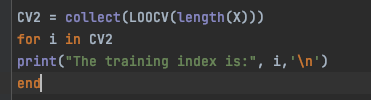 CV2 = collect(LOOCV(length(X)))
for i in CV2
print("The training index is:", i,'\n')
end